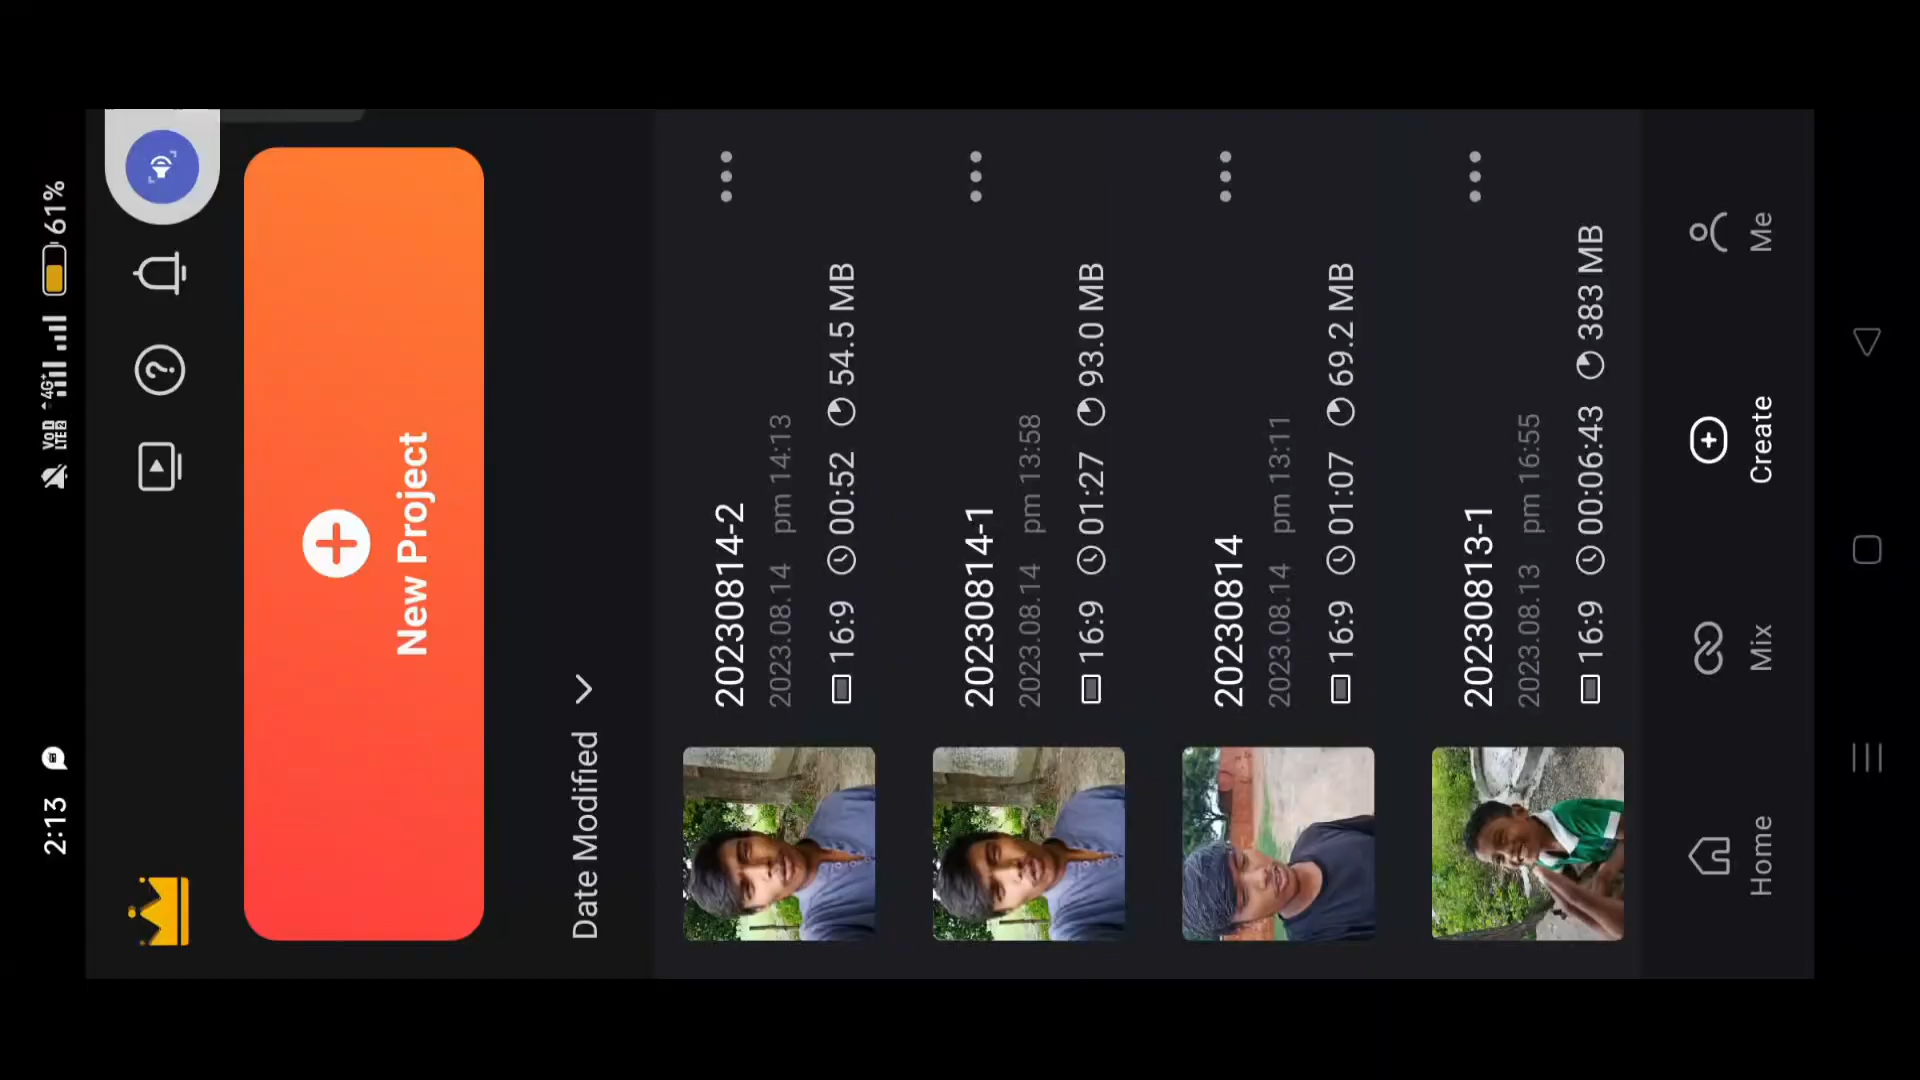 2:13
VoD LTE2 4G+ 61%
New Project
Date Modified
20230814-2
2023.08.14 pm 14:13
16:9 00:52 54.5 MB
20230814-1
2023.08.14 pm 13:58
16:9 01:27 93.0 MB
20230814
2023.08.14 pm 13:11
16:9 01:07 69.2 MB
20230813-1
2023.08.13 pm 16:55
16:9 00:06:43 383 MB
Home Mix Create Me